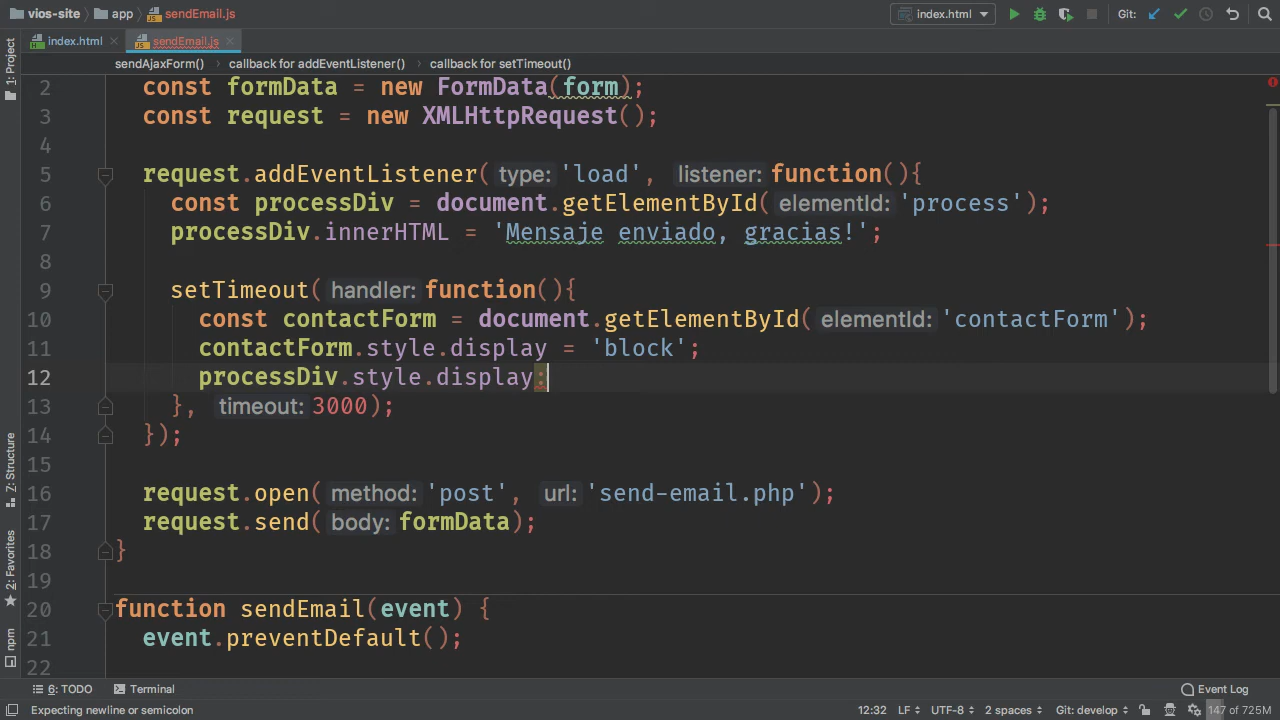 vios-site app sendEmail.js index.html Git:
index.html sendEmail.js
sendAjaxForm() callback for addEventListener() callback for setTimeout()
1: Project
Z: Structure
2: Favorites
npm
2 const formData = new FormData(form);
3 const request = new XMLHttpRequest();
4
5 request.addEventListener( type: 'load', listener: function(){
6 const processDiv = document.getElementById( elementId: 'process');
7 processDiv.innerHTML = 'Mensaje enviado, gracias!';
8
9 setTimeout( handler: function(){
10 const contactForm = document.getElementById( elementId: 'contactForm');
11 contactForm.style.display = 'block';
12 processDiv.style.display:
13 }, timeout: 3000);
14 });
15
16 request.open( method: 'post', url: 'send-email.php');
17 request.send( body: formData);
18 }
19
20 function sendEmail(event) {
21 event.preventDefault();
22
6: TODO Terminal Event Log
Expecting newline or semicolon 12:32 LF UTF-8 2 spaces Git: develop 147 of 725M